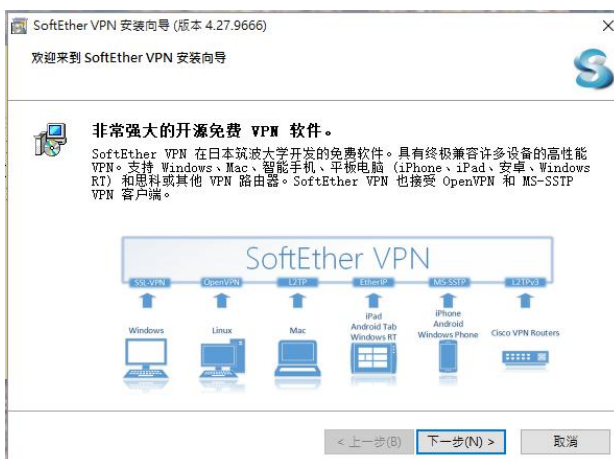 SoftEther VPN 安装向导 (版本 4.27.9666)
欢迎来到 SoftEther VPN 安装向导
非常强大的开源免费 VPN 软件。
SoftEther VPN 在日本筑波大学开发的免费软件。具有终极兼容许多设备的高性能
VPN。支持 Windows、Mac、智能手机、平板电脑 (iPhone、iPad、安卓、Windows
RT) 和思科或其他 VPN 路由器。SoftEther VPN 也接受 OpenVPN 和 MS-SSTP
VPN 客户端。
SoftEther VPN
SSL-VPN OpenVPN L2TP EtherIP MS-SSTP L2TPv3
Windows
Linux
Mac
iPad
Android Tab
Windows RT
iPhone
Android
Windows Phone
Cisco VPN Routers
< 上一步(B) 下一步(N) > 取消